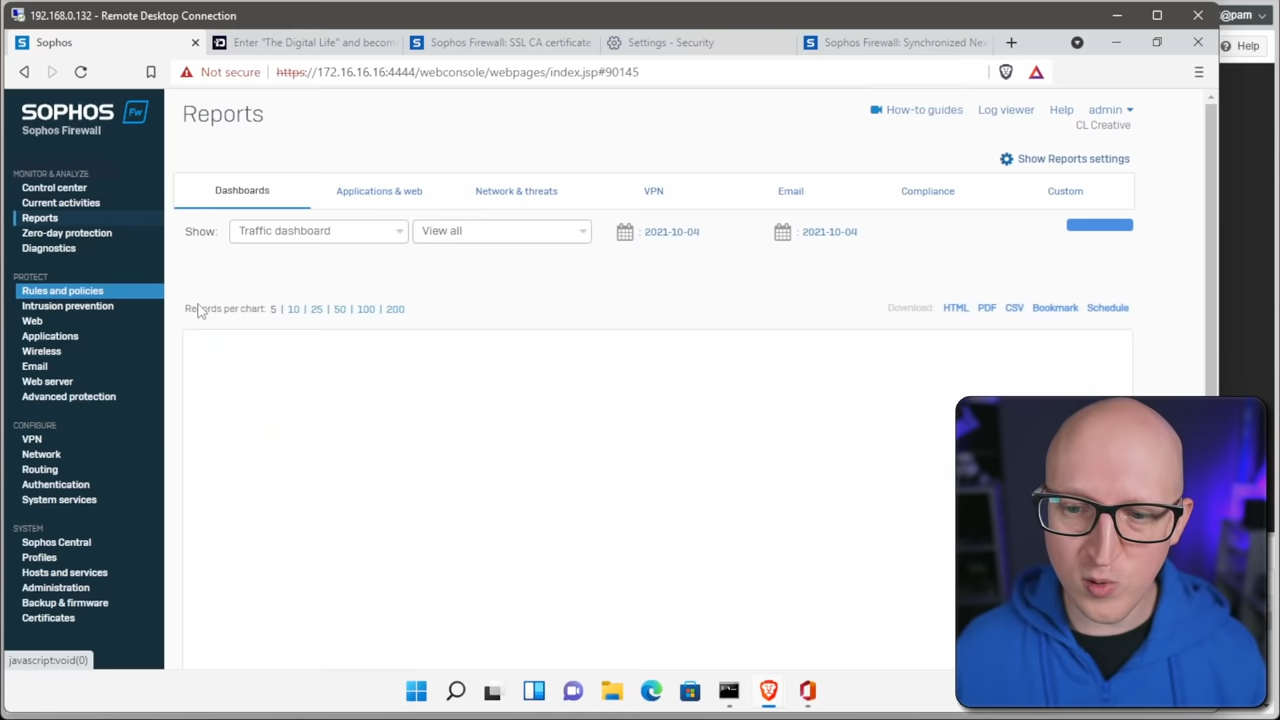 192.168.0.132 - Remote Desktop Connection
@pam
Sophos
Enter "The Digital Life" and becom
Sophos Firewall: SSL CA certificate
Settings - Security
Sophos Firewall: Synchronized Nex
Help
Not secure
https://172.16.16.16:4444/webconsole/webpages/index.jsp#90145
SOPHOS Fw
Sophos Firewall
MONITOR & ANALYZE
Control center
Current activities
Reports
Zero-day protection
Diagnostics
PROTECT
Rules and policies
Intrusion prevention
Web
Applications
Wireless
Email
Web server
Advanced protection
CONFIGURE
VPN
Network
Routing
Authentication
System services
SYSTEM
Sophos Central
Profiles
Hosts and services
Administration
Backup & firmware
Certificates
javascript:void(0)
Reports
How-to guides Log viewer Help admin
CL Creative
Show Reports settings
Dashboards Applications & web Network & threats VPN Email Compliance Custom
Show: Traffic dashboard View all : 2021-10-04 : 2021-10-04
Records per chart: 5 | 10 | 25 | 50 | 100 | 200
Download: HTML PDF CSV Bookmark Schedule